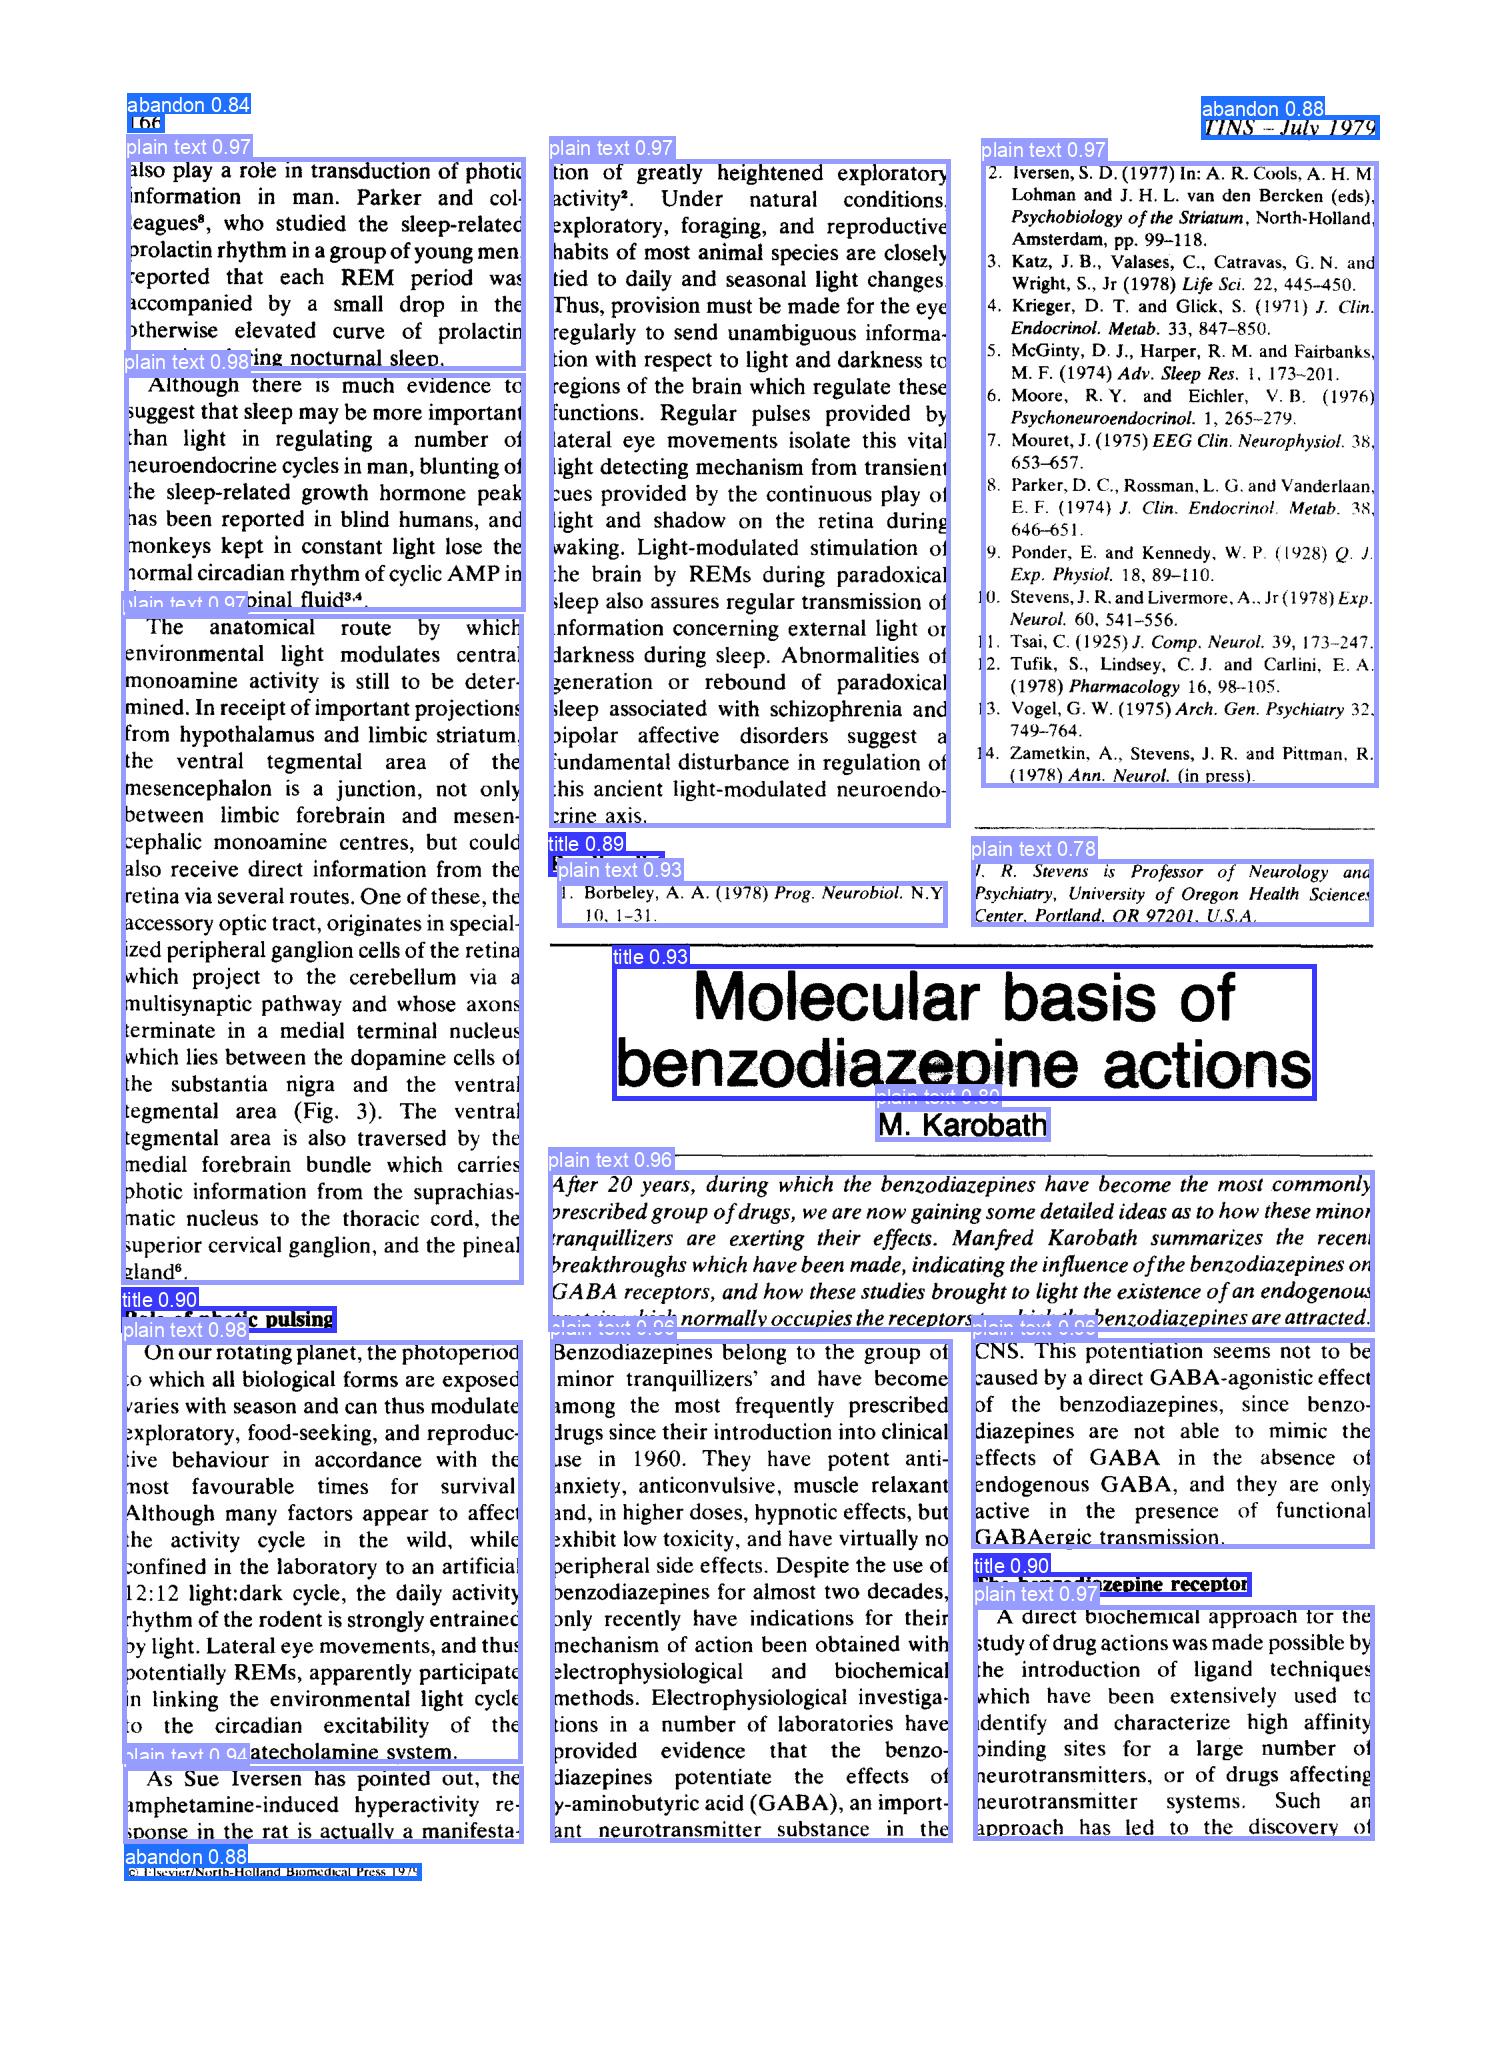 abandon 0.84
166
abandon 0.88
TINS – July 1979
plain text 0.97
also play a role in transduction of photic
information in man. Parker and col-
leagues⁸, who studied the sleep-related
prolactin rhythm in a group of young men,
reported that each REM period was
accompanied by a small drop in the
otherwise elevated curve of prolactin
nocturnal sleep.
plain text 0.98
Although there is much evidence to
suggest that sleep may be more important
than light in regulating a number of
neuroendocrine cycles in man, blunting of
the sleep-related growth hormone peak
has been reported in blind humans, and
monkeys kept in constant light lose the
normal circadian rhythm of cyclic AMP in
fluid³,⁴.
plain text 0.97
The anatomical route by which
environmental light modulates central
monoamine activity is still to be deter-
mined. In receipt of important projections
from hypothalamus and limbic striatum,
the ventral tegmental area of the
mesencephalon is a junction, not only
between limbic forebrain and mesen-
cephalic monoamine centres, but could
also receive direct information from the
retina via several routes. One of these, the
accessory optic tract, originates in special-
ized peripheral ganglion cells of the retina
which project to the cerebellum via a
multisynaptic pathway and whose axons
terminate in a medial terminal nucleus
which lies between the dopamine cells of
the substantia nigra and the ventral
tegmental area (Fig. 3). The ventral
tegmental area is also traversed by the
medial forebrain bundle which carries
photic information from the suprachias-
matic nucleus to the thoracic cord, the
superior cervical ganglion, and the pineal
gland⁶.
title 0.90
Role of photic pulsing
plain text 0.98
On our rotating planet, the photoperiod
to which all biological forms are exposed
varies with season and can thus modulate
exploratory, food-seeking, and reproduc-
tive behaviour in accordance with the
most favourable times for survival.
Although many factors appear to affect
the activity cycle in the wild, while
confined in the laboratory to an artificial
12:12 light:dark cycle, the daily activity
rhythm of the rodent is strongly entrained
by light. Lateral eye movements, and thus
potentially REMs, apparently participate
in linking the environmental light cycle
to the circadian excitability of the
catecholamine system.
plain text 0.94
As Sue Iversen has pointed out, the
amphetamine-induced hyperactivity re-
sponse in the rat is actually a manifesta-
abandon 0.88
© Elsevier/North-Holland Biomedical Press 1979
plain text 0.97
tion of greatly heightened exploratory
activity². Under natural conditions,
exploratory, foraging, and reproductive
habits of most animal species are closely
tied to daily and seasonal light changes.
Thus, provision must be made for the eye
regularly to send unambiguous informa-
tion with respect to light and darkness to
regions of the brain which regulate these
functions. Regular pulses provided by
lateral eye movements isolate this vital
light detecting mechanism from transient
cues provided by the continuous play of
light and shadow on the retina during
waking. Light-modulated stimulation of
the brain by REMs during paradoxical
sleep also assures regular transmission of
information concerning external light or
darkness during sleep. Abnormalities of
generation or rebound of paradoxical
sleep associated with schizophrenia and
bipolar affective disorders suggest a
fundamental disturbance in regulation of
this ancient light-modulated neuroendo-
crine axis.
title 0.89
plain text 0.93
1. Borbeley, A. A. (1978) Prog. Neurobiol. N.Y
10, 1–31.
plain text 0.97
2. Iversen, S. D. (1977) In: A. R. Cools, A. H. M.
Lohman and J. H. L. van den Bercken (eds),
Psychobiology of the Striatum, North-Holland,
Amsterdam, pp. 99–118.
3. Katz, J. B., Valases, C., Catravas, G. N. and
Wright, S., Jr (1978) Life Sci. 22, 445–450.
4. Krieger, D. T. and Glick, S. (1971) J. Clin.
Endocrinol. Metab. 33, 847–850.
5. McGinty, D. J., Harper, R. M. and Fairbanks,
M. F. (1974) Adv. Sleep Res. 1, 173–201.
6. Moore, R. Y. and Eichler, V. B. (1976)
Psychoneuroendocrinol. 1, 265–279.
7. Mouret, J. (1975) EEG Clin. Neurophysiol. 38,
653–657.
8. Parker, D. C., Rossman, L. G. and Vanderlaan,
E. F. (1974) J. Clin. Endocrinol. Metab. 38,
646–651.
9. Ponder, E. and Kennedy, W. P. (1928) Q. J.
Exp. Physiol. 18, 89–110.
10. Stevens, J. R. and Livermore, A., Jr (1978) Exp.
Neurol. 60, 541–556.
11. Tsai, C. (1925) J. Comp. Neurol. 39, 173–247.
12. Tufik, S., Lindsey, C. J. and Carlini, E. A.
(1978) Pharmacology 16, 98–105.
13. Vogel, G. W. (1975) Arch. Gen. Psychiatry 32,
749–764.
14. Zametkin, A., Stevens, J. R. and Pittman, R.
(1978) Ann. Neurol. (in press).
plain text 0.78
J. R. Stevens is Professor of Neurology and
Psychiatry, University of Oregon Health Sciences
Center, Portland, OR 97201, U.S.A.
title 0.93
Molecular basis of
benzodiazepine actions
plain text 0.89
M. Karobath
plain text 0.96
After 20 years, during which the benzodiazepines have become the most commonly
prescribed group of drugs, we are now gaining some detailed ideas as to how these minor
tranquillizers are exerting their effects. Manfred Karobath summarizes the recent
breakthroughs which have been made, indicating the influence of the benzodiazepines on
GABA receptors, and how these studies brought to light the existence of an endogenous
protein which normally occupies the receptors to which the benzodiazepines are attracted.
plain text 0.96
Benzodiazepines belong to the group of
'minor tranquillizers' and have become
among the most frequently prescribed
drugs since their introduction into clinical
use in 1960. They have potent anti-
anxiety, anticonvulsive, muscle relaxant
and, in higher doses, hypnotic effects, but
exhibit low toxicity, and have virtually no
peripheral side effects. Despite the use of
benzodiazepines for almost two decades,
only recently have indications for their
mechanism of action been obtained with
electrophysiological and biochemical
methods. Electrophysiological investiga-
tions in a number of laboratories have
provided evidence that the benzo-
diazepines potentiate the effects of
γ-aminobutyric acid (GABA), an import-
ant neurotransmitter substance in the
plain text 0.96
CNS. This potentiation seems not to be
caused by a direct GABA-agonistic effect
of the benzodiazepines, since benzo-
diazepines are not able to mimic the
effects of GABA in the absence of
endogenous GABA, and they are only
active in the presence of functional
GABAergic transmission.
title 0.90
The benzodiazepine receptor
plain text 0.97
A direct biochemical approach for the
study of drug actions was made possible by
the introduction of ligand techniques
which have been extensively used to
identify and characterize high affinity
binding sites for a large number of
neurotransmitters, or of drugs affecting
neurotransmitter systems. Such an
approach has led to the discovery of